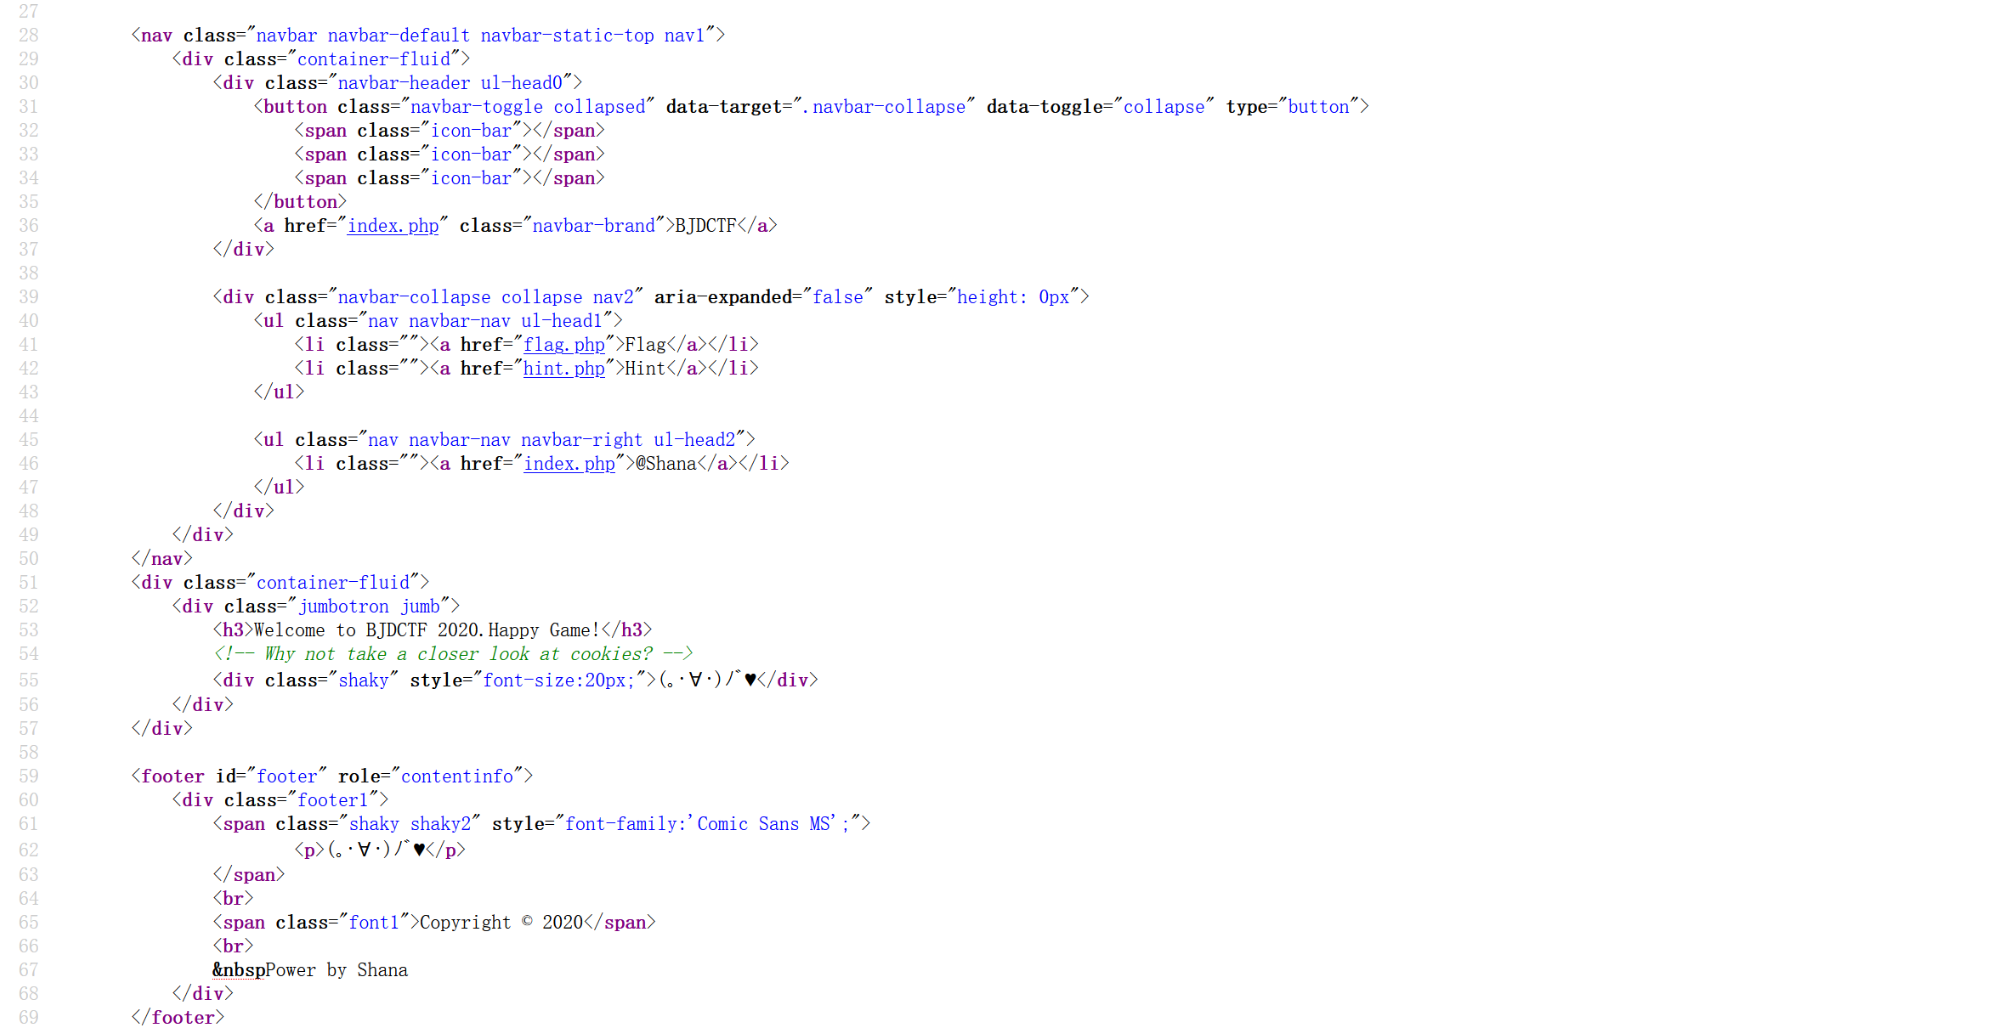 27
28 <nav class="navbar navbar-default navbar-static-top nav1">
29 <div class="container-fluid">
30 <div class="navbar-header ul-head0">
31 <button class="navbar-toggle collapsed" data-target=".navbar-collapse" data-toggle="collapse" type="button">
32 <span class="icon-bar"></span>
33 <span class="icon-bar"></span>
34 <span class="icon-bar"></span>
35 </button>
36 <a href="index.php" class="navbar-brand">BJDCTF</a>
37 </div>
38
39 <div class="navbar-collapse collapse nav2" aria-expanded="false" style="height: 0px">
40 <ul class="nav navbar-nav ul-head1">
41 <li class=""><a href="flag.php">Flag</a></li>
42 <li class=""><a href="hint.php">Hint</a></li>
43 </ul>
44
45 <ul class="nav navbar-nav navbar-right ul-head2">
46 <li class=""><a href="index.php">@Shana</a></li>
47 </ul>
48 </div>
49 </div>
50 </nav>
51 <div class="container-fluid">
52 <div class="jumbotron jumb">
53 <h3>Welcome to BJDCTF 2020.Happy Game!</h3>
54 <!-- Why not take a closer look at cookies? -->
55 <div class="shaky" style="font-size:20px;">(｡･∀･)ﾉﾞ♥</div>
56 </div>
57 </div>
58
59 <footer id="footer" role="contentinfo">
60 <div class="footer1">
61 <span class="shaky shaky2" style="font-family:'Comic Sans MS';">
62 <p>(｡･∀･)ﾉﾞ♥</p>
63 </span>
64 <br>
65 <span class="font1">Copyright © 2020</span>
66 <br>
67 &nbspPower by Shana
68 </div>
69 </footer>